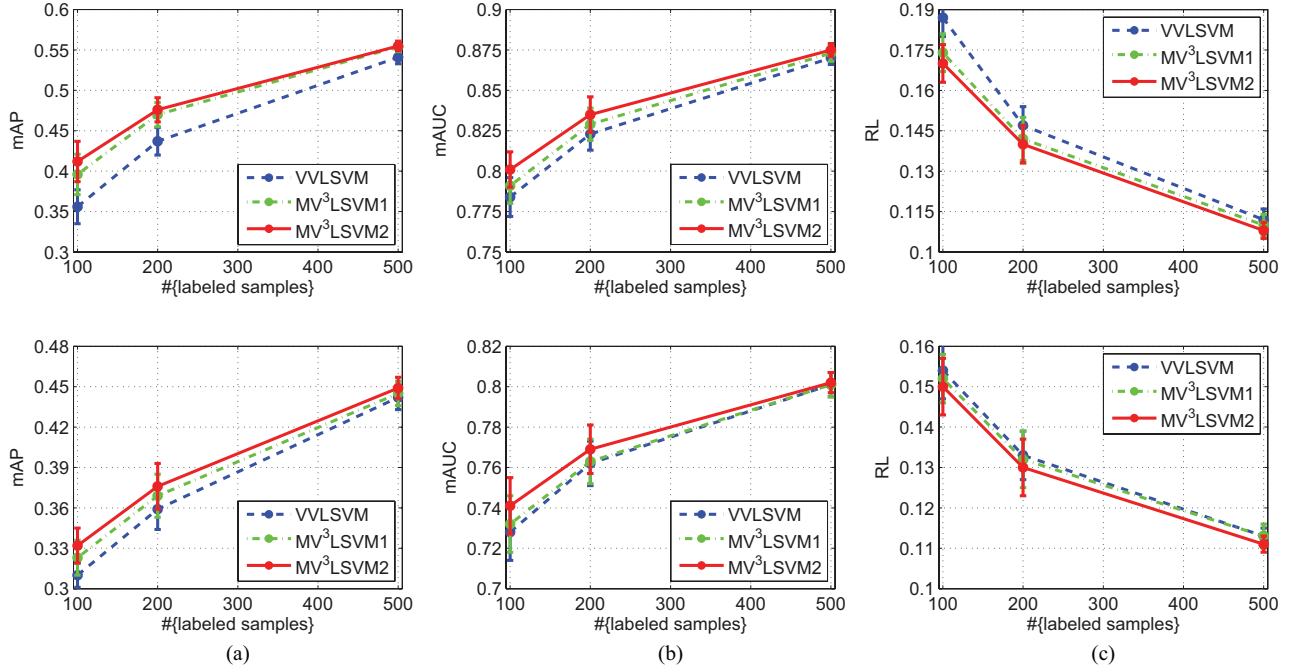 0.6
0.55
0.5
0.45
0.4
0.35
0.3
mAP
100 200 300 400 500
#{labeled samples}
VVLSVM
MV³LSVM1
MV³LSVM2
0.9
0.875
0.85
0.825
0.8
0.775
0.75
mAUC
100 200 300 400 500
#{labeled samples}
VVLSVM
MV³LSVM1
MV³LSVM2
0.19
0.175
0.16
0.145
0.13
0.115
0.1
RL
100 200 300 400 500
#{labeled samples}
VVLSVM
MV³LSVM1
MV³LSVM2
0.48
0.45
0.42
0.39
0.36
0.33
0.3
mAP
100 200 300 400 500
#{labeled samples}
VVLSVM
MV³LSVM1
MV³LSVM2
(a)
0.82
0.8
0.78
0.76
0.74
0.72
0.7
mAUC
100 200 300 400 500
#{labeled samples}
VVLSVM
MV³LSVM1
MV³LSVM2
(b)
0.16
0.15
0.14
0.13
0.12
0.11
0.1
RL
100 200 300 400 500
#{labeled samples}
VVLSVM
MV³LSVM1
MV³LSVM2
(c)